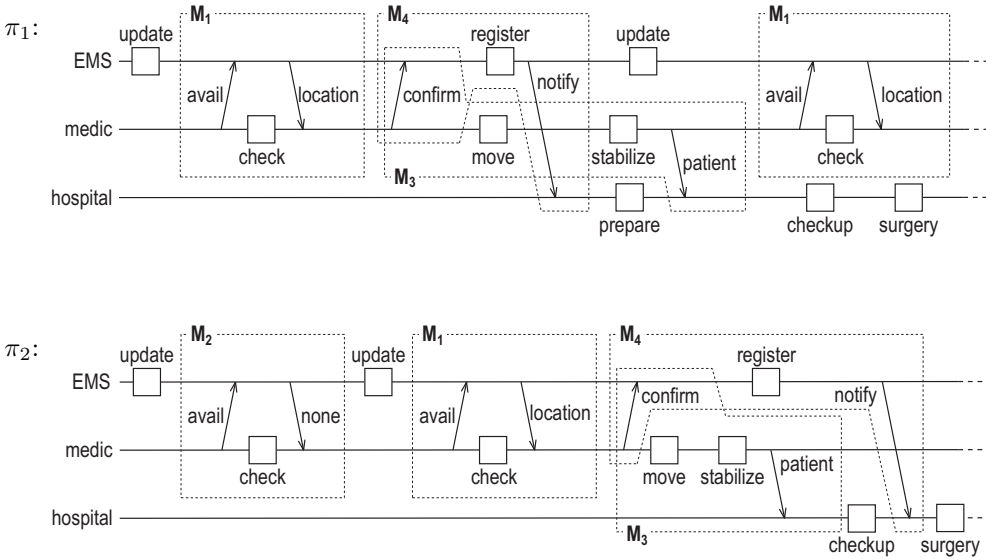 π₁:
M₁ M₄ M₁
update register update
EMS
avail location confirm notify avail location
medic
check move stabilize patient check
M₃
hospital
prepare checkup surgery
π₂:
M₂ M₁ M₄
update update register
EMS
avail none avail location confirm notify
medic
check check move stabilize patient
hospital
M₃ checkup surgery